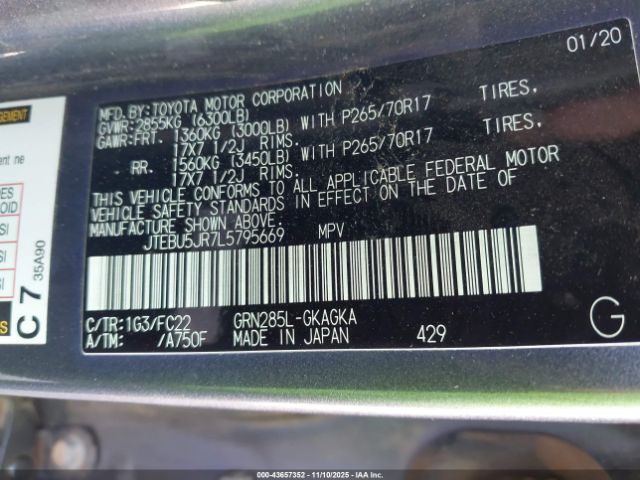 01/20
MFD.BY:TOYOTA MOTOR CORPORATION
GVWR:2855KG (6300LB)
GAWR:FRT. 1360KG (3000LB) WITH P265/70R17 TIRES,
17X7 1/2J RIMS:
RR. 1560KG (3450LB) WITH P265/70R17 TIRES,
17X7 1/2J RIMS:
THIS VEHICLE CONFORMS TO ALL APPLICABLE FEDERAL MOTOR
VEHICLE SAFETY STANDARDS IN EFFECT ON THE DATE OF
MANUFACTURE SHOWN ABOVE.
JTEBU5JR7L5795669 MPV
C/TR:1G3/FC22 GRN285L-GKAGKA
A/TM: /A750F MADE IN JAPAN 429
G
C 7
35A90
000-43657352 — 11/10/2025 — IAA INC.